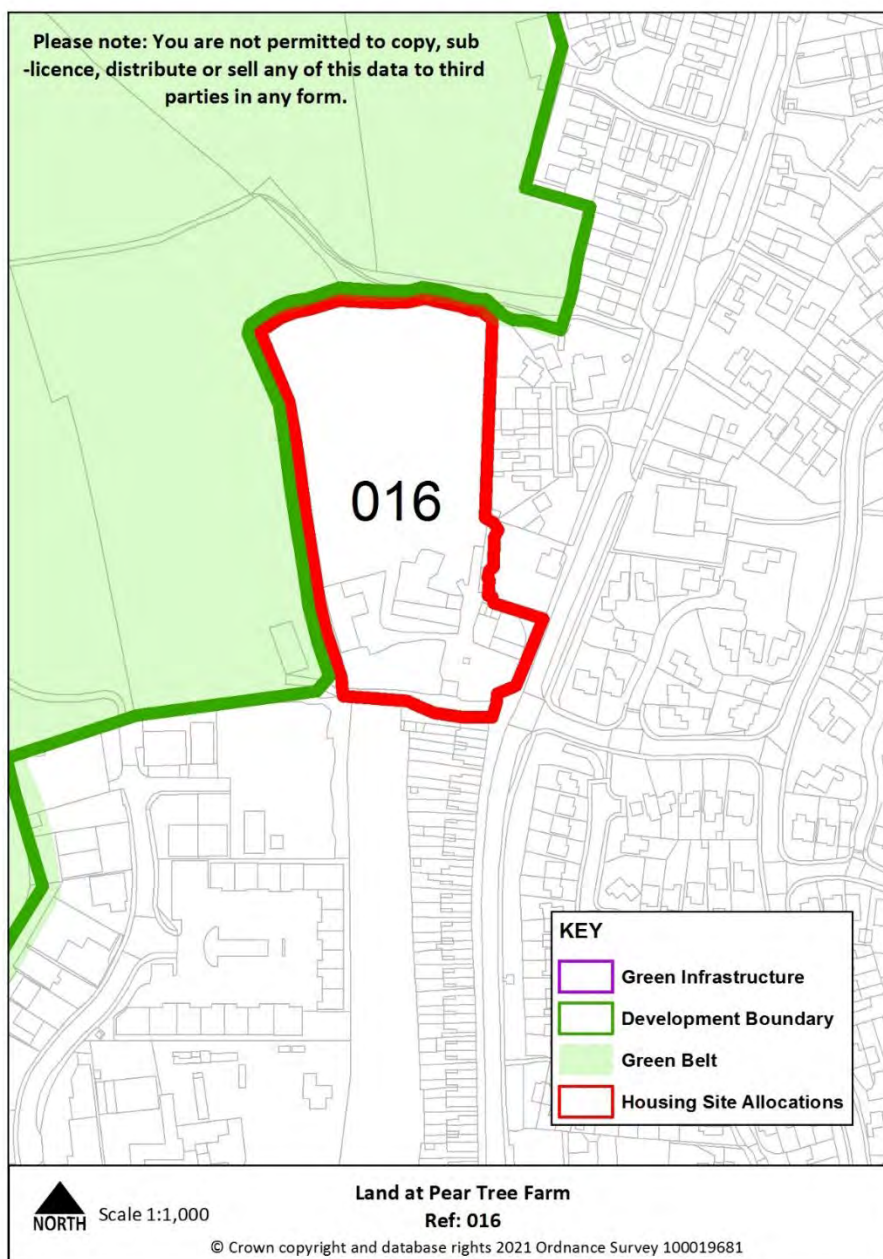 Please note: You are not permitted to copy, sub
-licence, distribute or sell any of this data to third
parties in any form.
016
KEY
Green Infrastructure
Development Boundary
Green Belt
Housing Site Allocations
NORTH
Scale 1:1,000
Land at Pear Tree Farm
Ref: 016
© Crown copyright and database rights 2021 Ordnance Survey 100019681